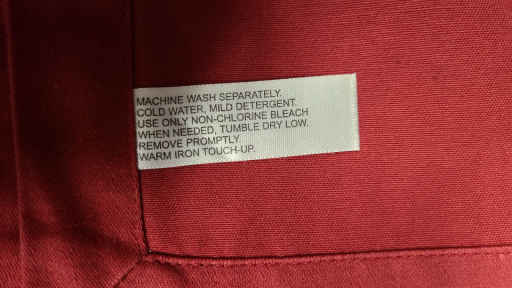 MACHINE WASH SEPARATELY.
COLD WATER, MILD DETERGENT.
USE ONLY NON-CHLORINE BLEACH
WHEN NEEDED, TUMBLE DRY LOW.
REMOVE PROMPTLY.
WARM IRON TOUCH-UP.